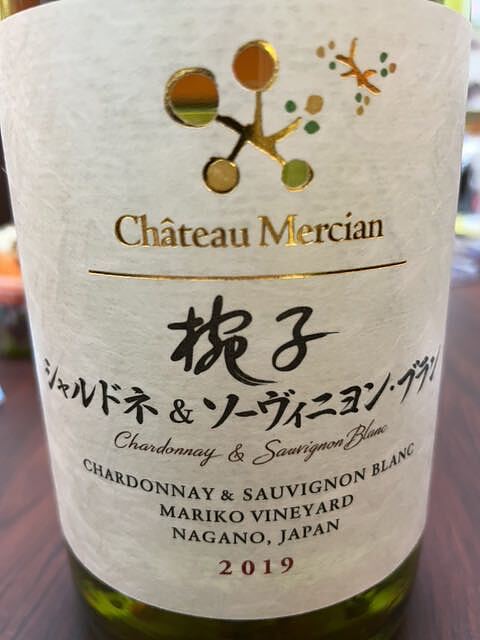 Château Mercian
椀子
シャルドネ & ソーヴィニヨン・ブラン
Chardonnay & Sauvignon Blanc
CHARDONNAY & SAUVIGNON BLANC
MARIKO VINEYARD
NAGANO, JAPAN
2019